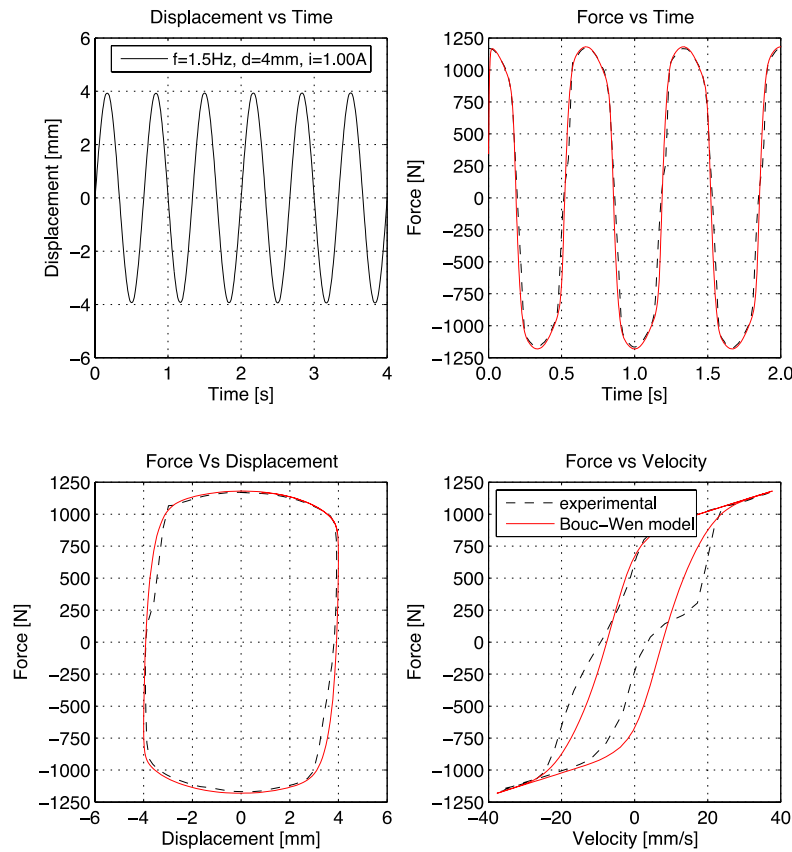 Displacement vs Time
f=1.5Hz, d=4mm, i=1.00A
6
4
2
0
−2
−4
−6
Displacement [mm]
0 1 2 3 4
Time [s]
Force vs Time
1250
1000
750
500
250
0
−250
−500
−750
−1000
−1250
Force [N]
0.0 0.5 1.0 1.5 2.0
Time [s]
Force Vs Displacement
1250
1000
750
500
250
0
−250
−500
−750
−1000
−1250
Force [N]
−6 −4 −2 0 2 4 6
Displacement [mm]
Force vs Velocity
experimental
Bouc−Wen model
1250
1000
750
500
250
0
−250
−500
−750
−1000
−1250
Force [N]
−40 −20 0 20 40
Velocity [mm/s]